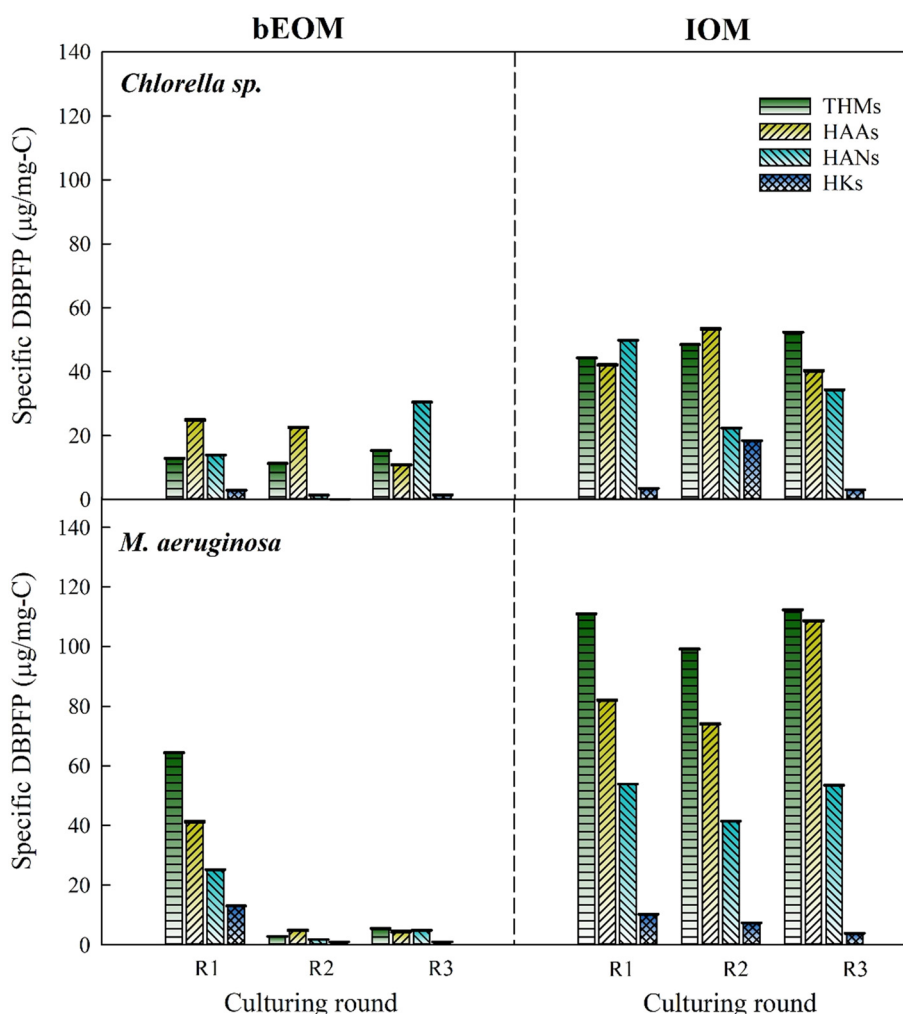 bEOM IOM
140
Chlorella sp.
120
100
80
60
40
20
0
Specific DBPFP (µg/mg-C)
THMs
HAAs
HANs
HKs
140
M. aeruginosa
120
100
80
60
40
20
0
Specific DBPFP (µg/mg-C)
R1 R2 R3 R1 R2 R3
Culturing round Culturing round